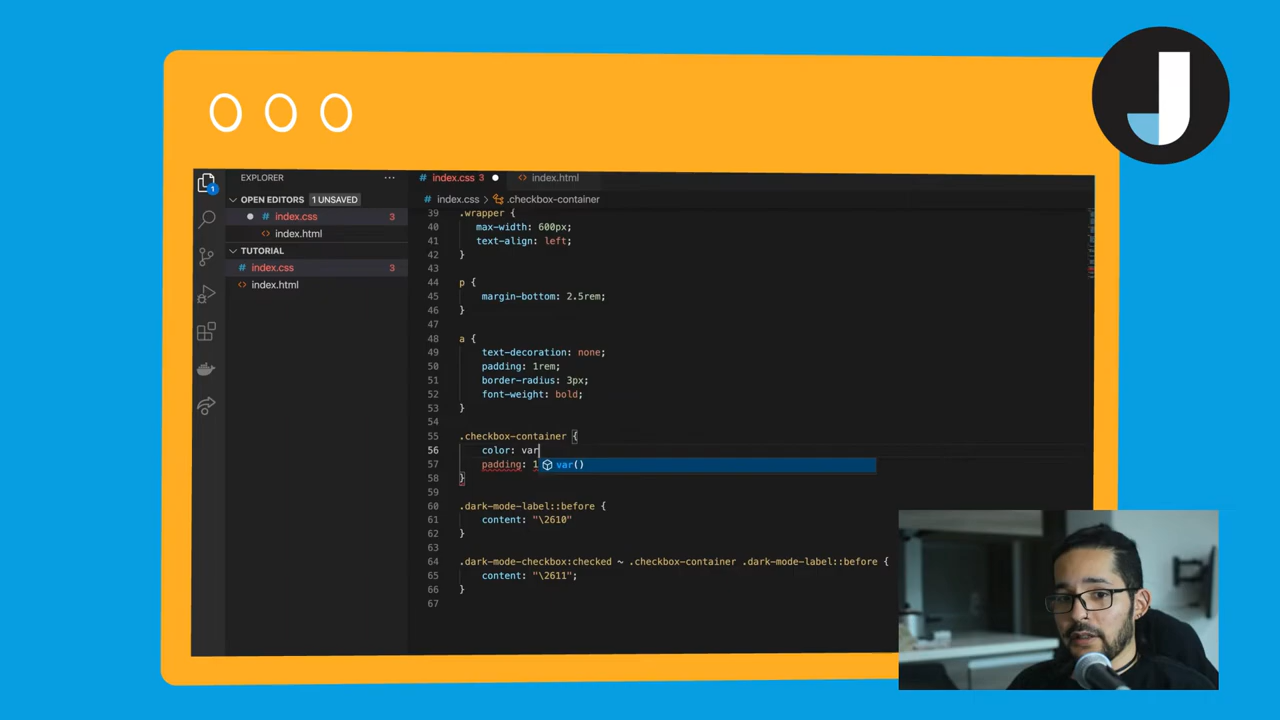 J
EXPLORER ···
OPEN EDITORS 1 UNSAVED
# index.css 3
<> index.html
TUTORIAL
# index.css 3
<> index.html
1
# index.css 3
<> index.html
# index.css > .checkbox-container
39 .wrapper {
40 max-width: 600px;
41 text-align: left;
42 }
43
44 p {
45 margin-bottom: 2.5rem;
46 }
47
48 a {
49 text-decoration: none;
50 padding: 1rem;
51 border-radius: 3px;
52 font-weight: bold;
53 }
54
55 .checkbox-container {
56 color: var
57 padding: 1 var()
58 }
59
60 .dark-mode-label::before {
61 content: "\2610"
62 }
63
64 .dark-mode-checkbox:checked ~ .checkbox-container .dark-mode-label::before {
65 content: "\2611";
66 }
67